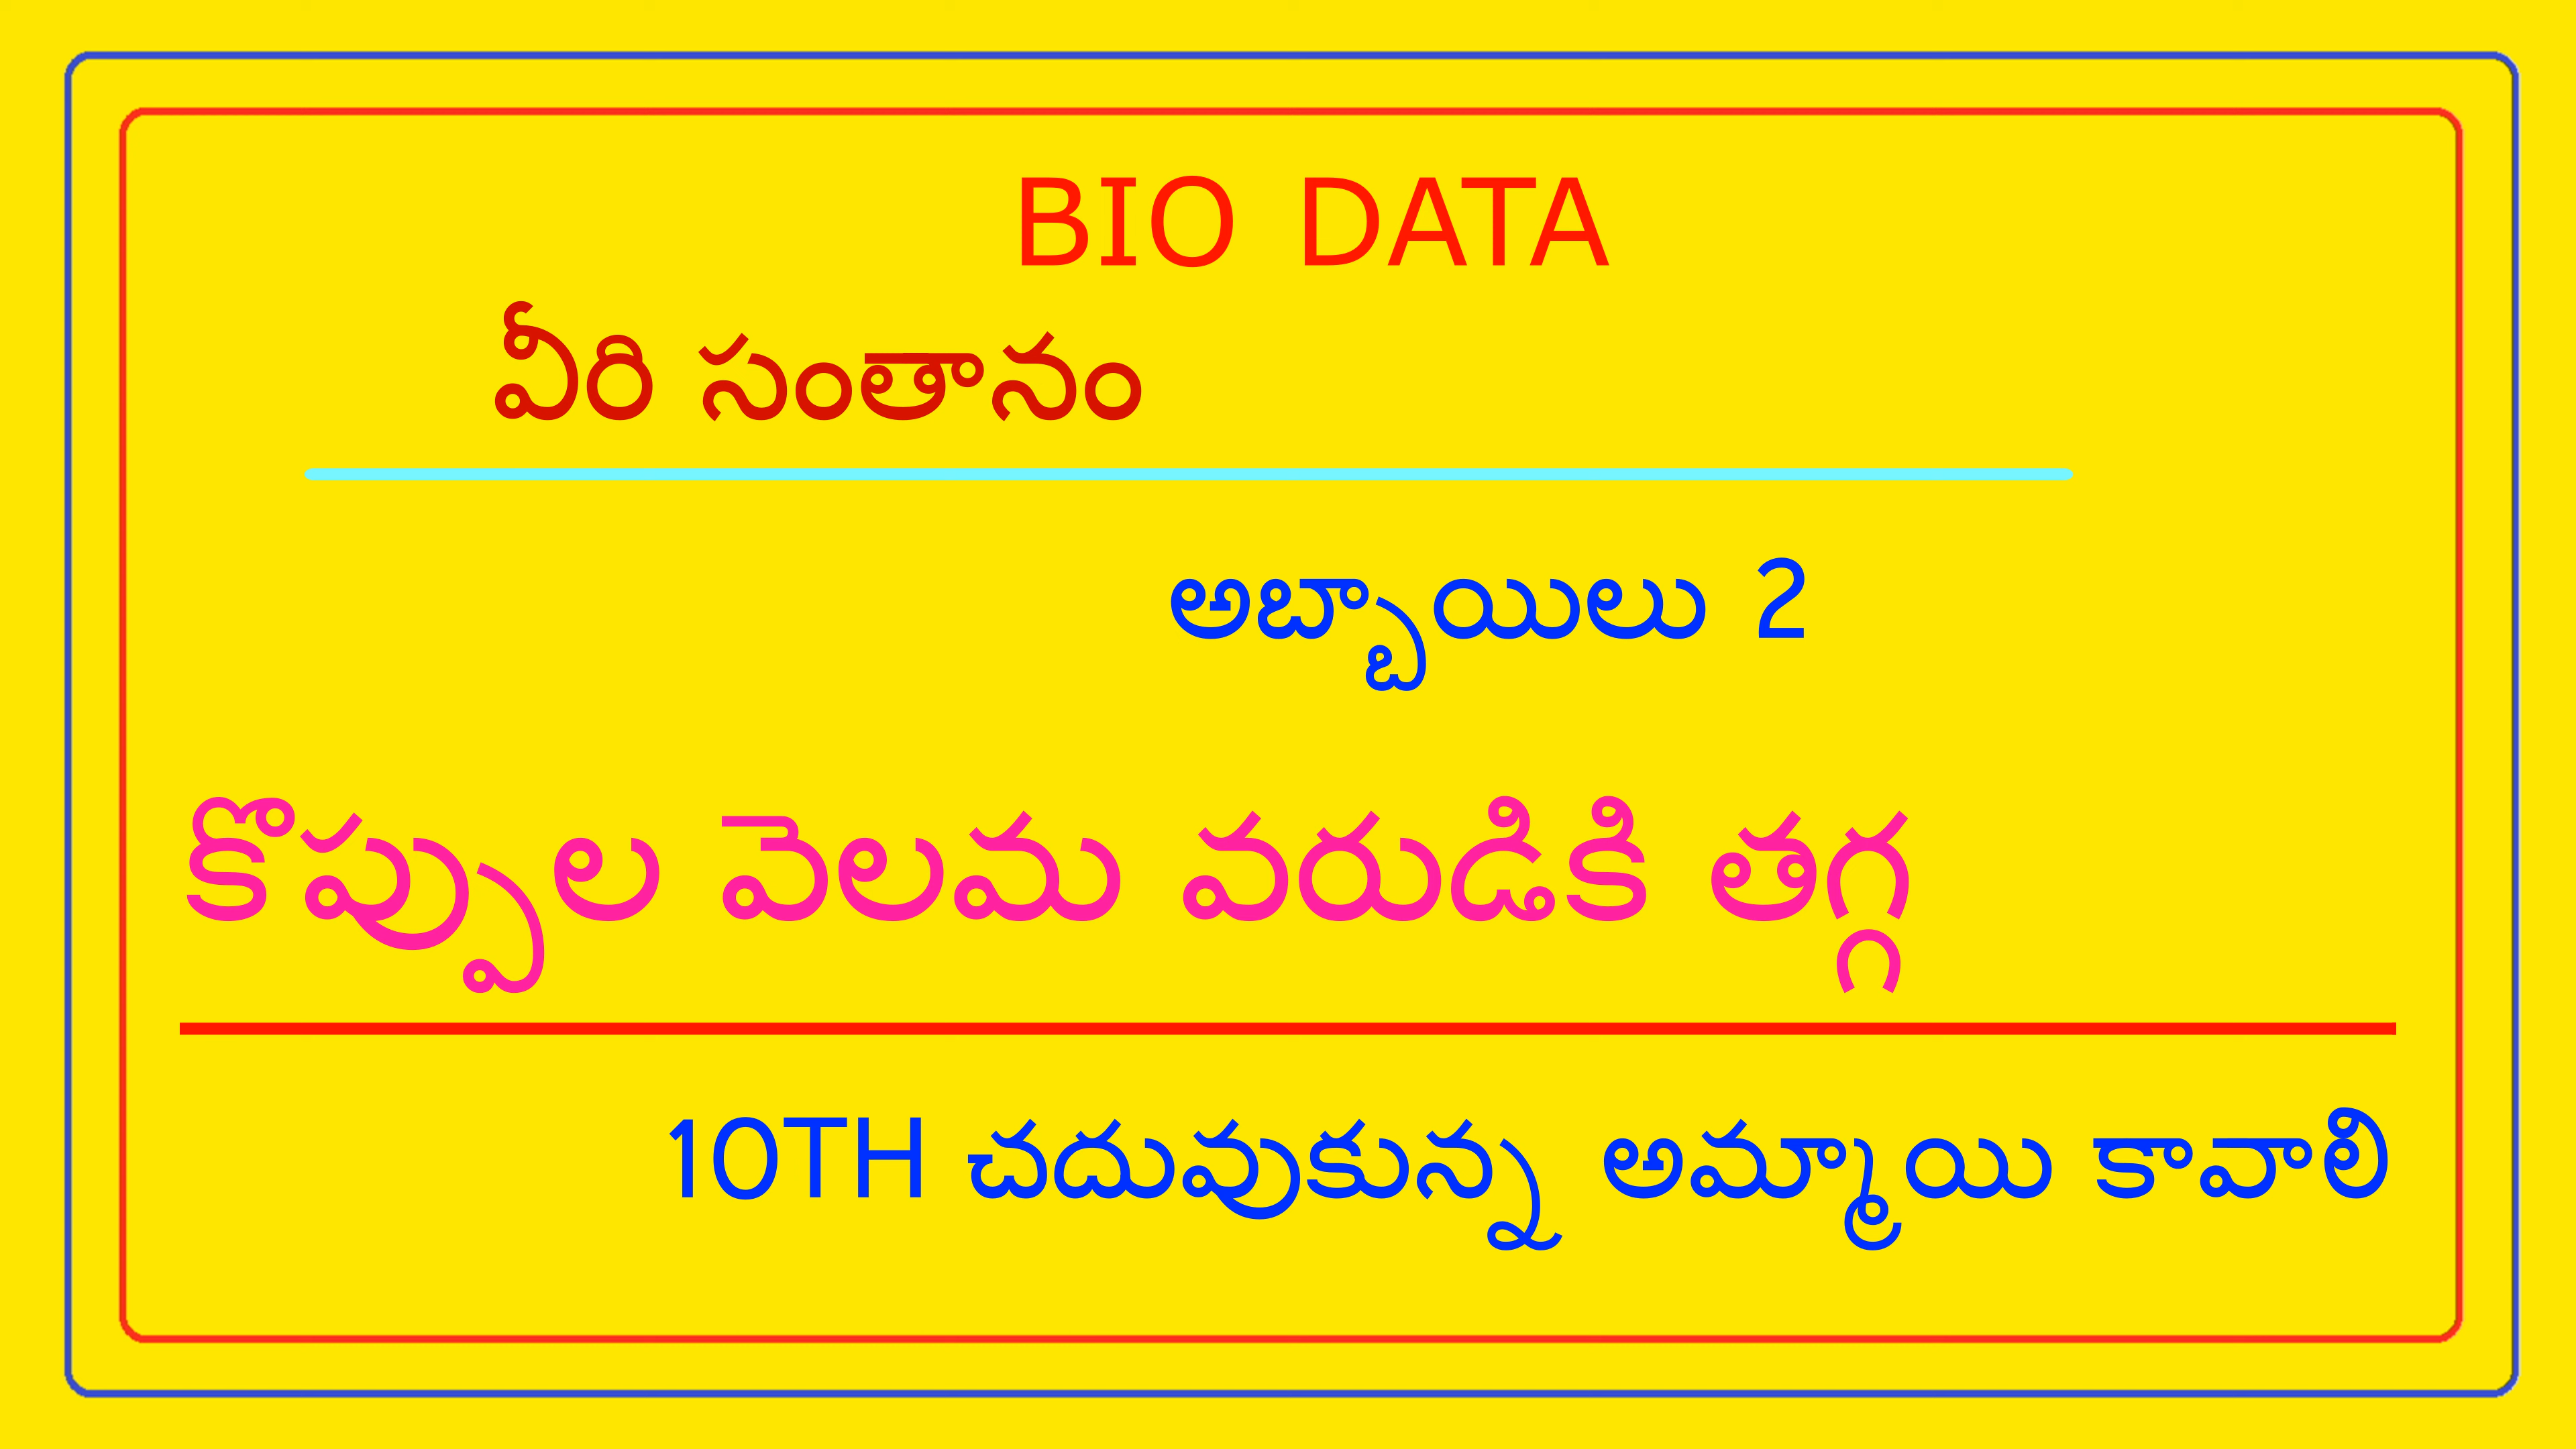 BIO DATA
వీరి సంతానం
అబ్బాయిలు 2
కొప్పుల వెలమ వరుడికి తగ్గ
10TH చదువుకున్న అమ్మాయి కావాలి